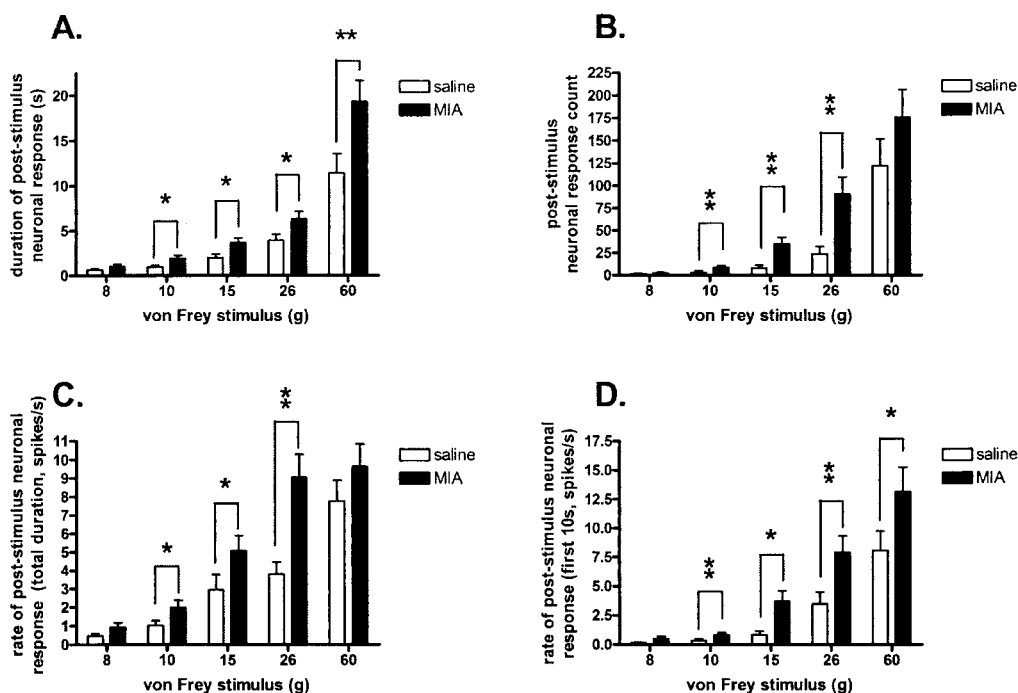 A.
**
saline
MIA
duration of post-stimulus
neuronal response (s)
20
15
10
5
0
*
*
*
8 10 15 26 60
von Frey stimulus (g)
B.
saline
MIA
post-stimulus
neuronal response count
225
200
175
150
125
100
75
50
25
0
**
**
**
8 10 15 26 60
von Frey stimulus (g)
C.
saline
MIA
rate of post-stimulus neuronal
response (total duration, spikes/s)
11
10
9
8
7
6
5
4
3
2
1
0
*
*
**
8 10 15 26 60
von Frey stimulus (g)
D.
saline
MIA
rate of post-stimulus neuronal
response (first 10s, spikes/s)
17.5
15.0
12.5
10.0
7.5
5.0
2.5
0.0
**
*
**
*
8 10 15 26 60
von Frey stimulus (g)